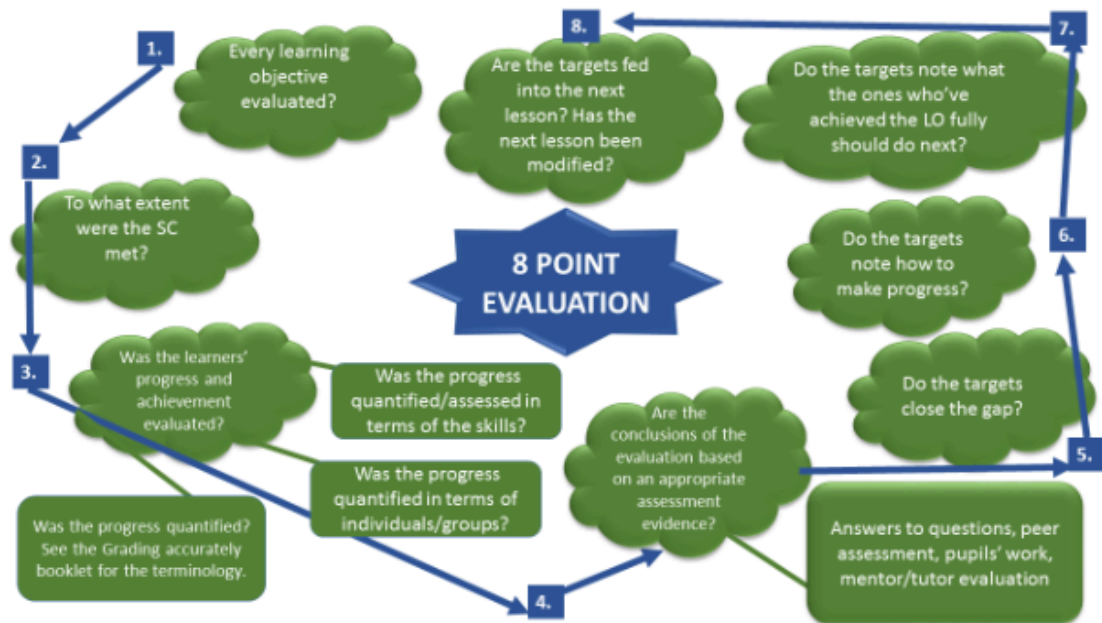 1.
Every learning
objective
evaluated?
2.
To what extent
were the SC
met?
3.
Was the learners'
progress and
achievement
evaluated?
Was the progress
quantified/assessed in
terms of the skills?
Was the progress
quantified in terms of
individuals/groups?
Was the progress quantified?
See the Grading accurately
booklet for the terminology.
4.
Are the
conclusions of the
evaluation based
on an appropriate
assessment
evidence?
Answers to questions, peer
assessment, pupils' work,
mentor/tutor evaluation
5.
Do the targets
close the gap?
6.
Do the targets
note how to
make progress?
7.
Do the targets note what
the ones who've
achieved the LO fully
should do next?
8.
Are the targets fed
into the next
lesson? Has the
next lesson been
modified?
8 POINT
EVALUATION